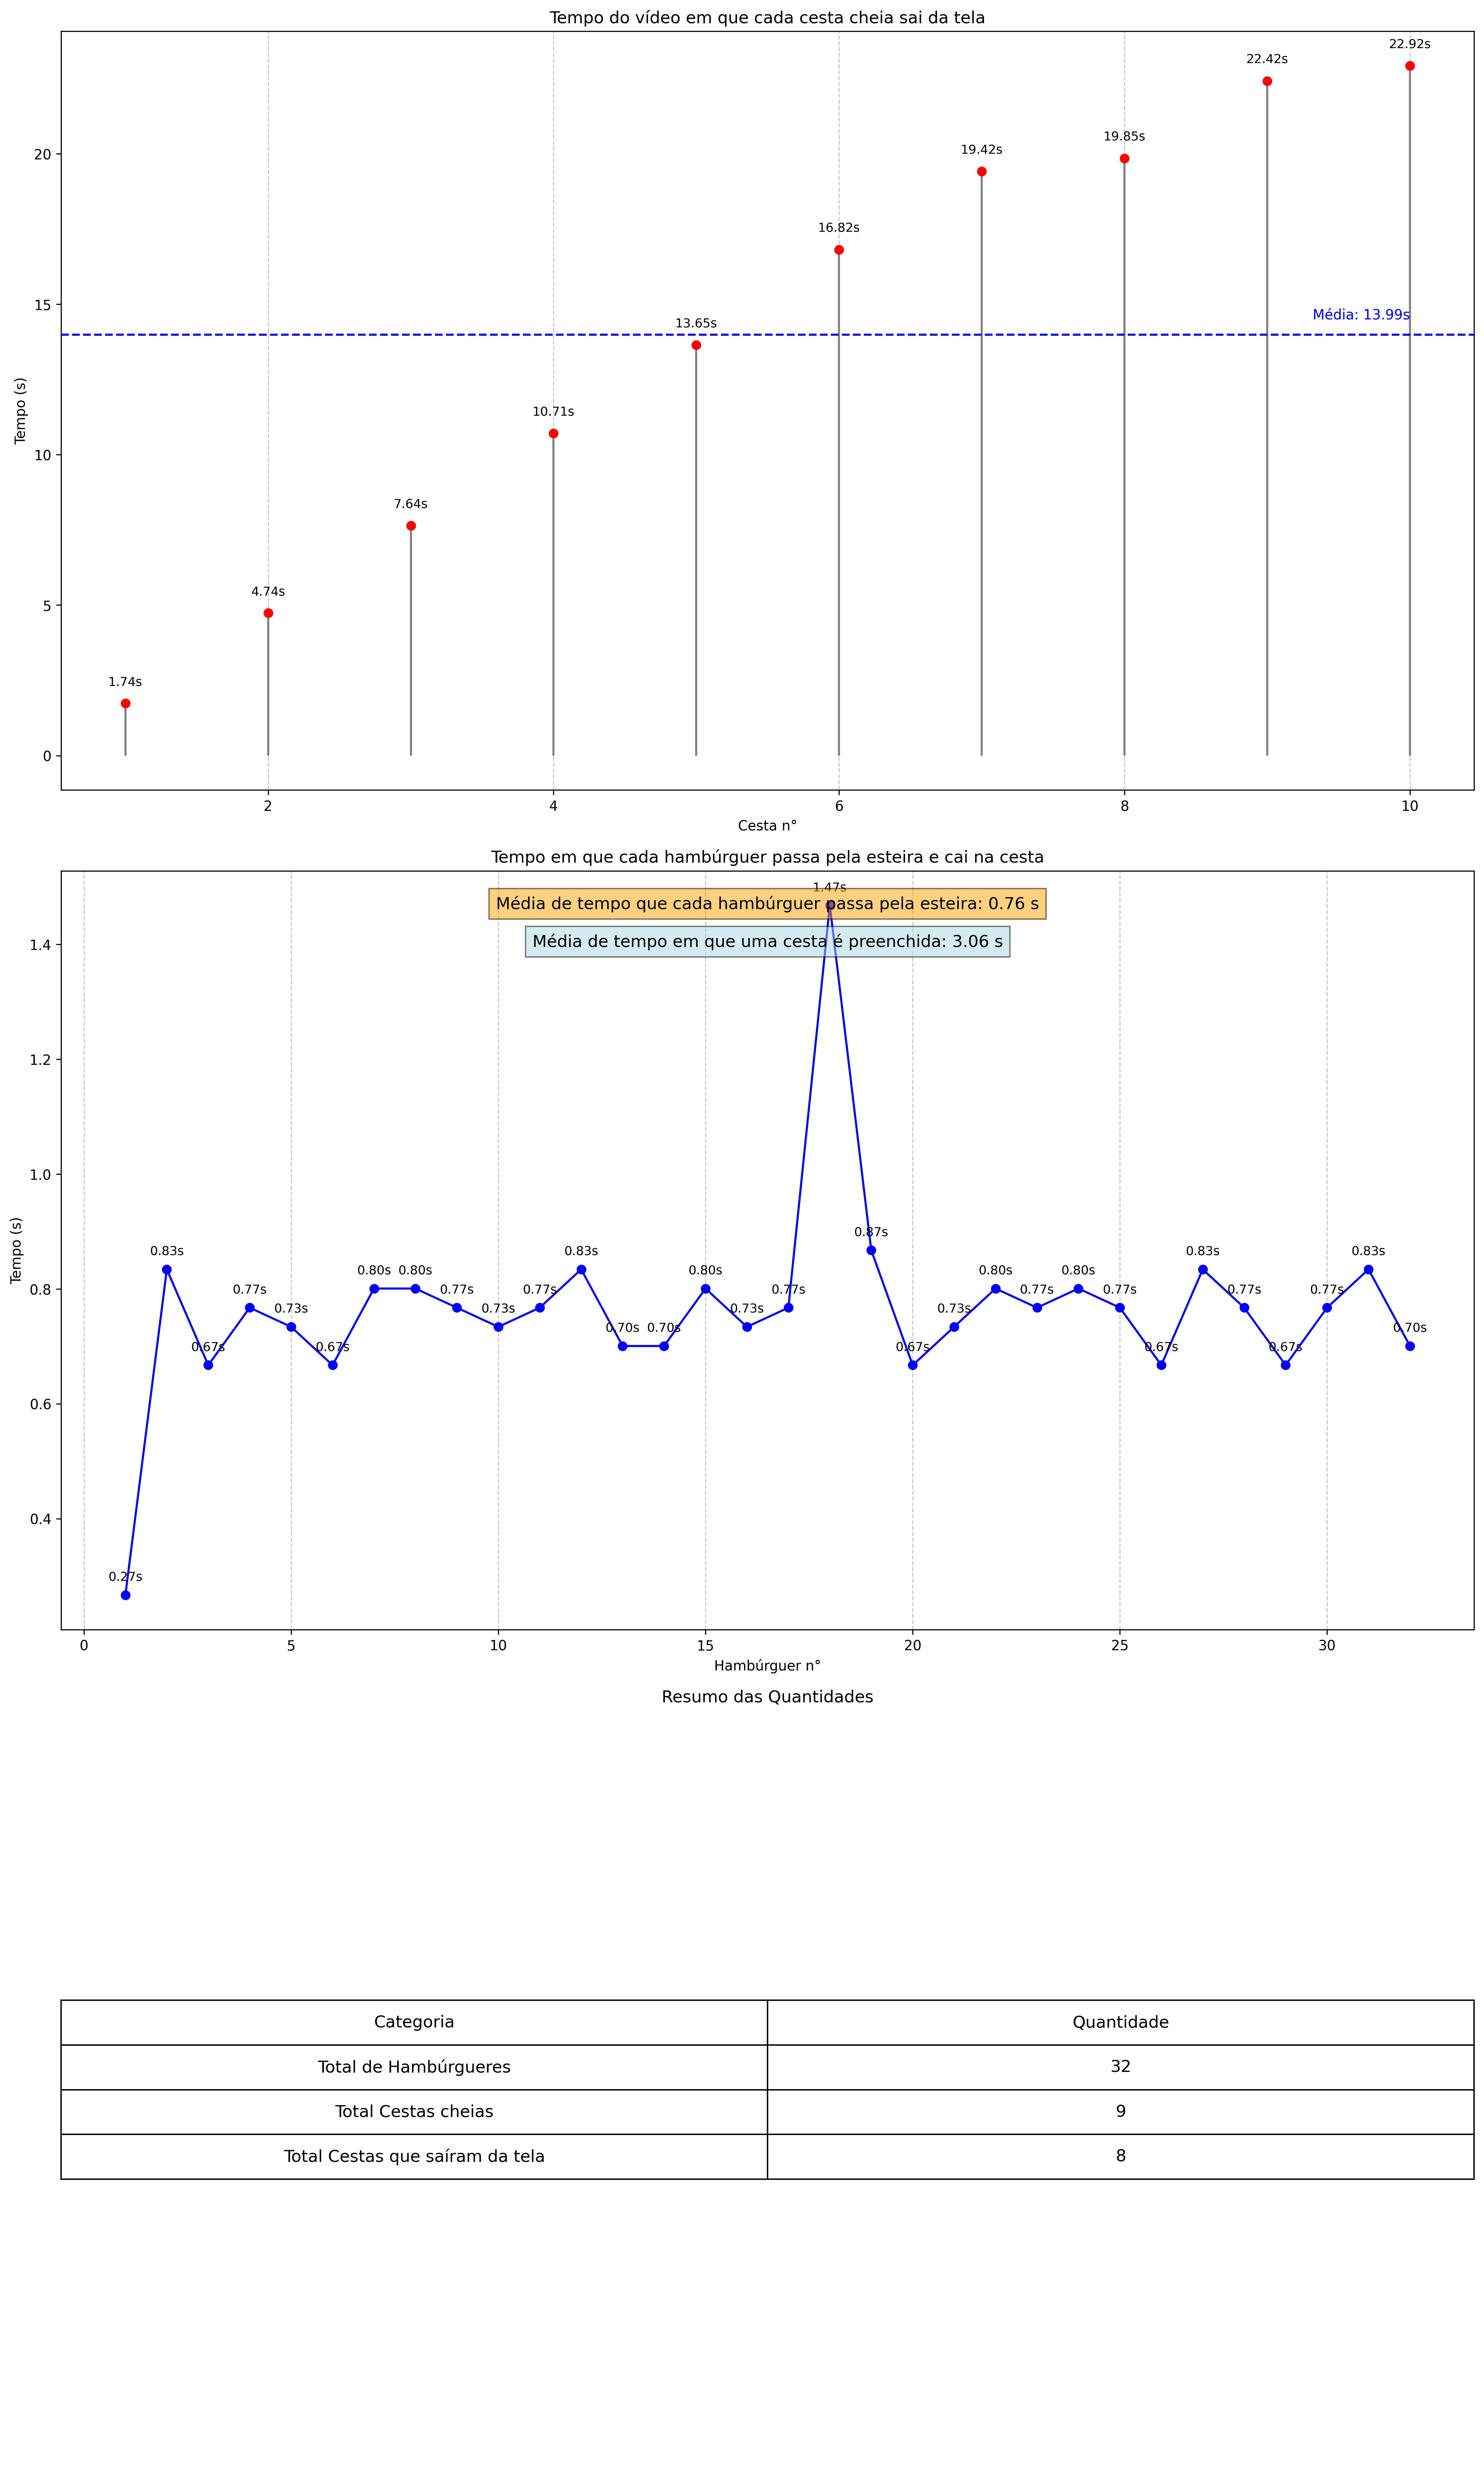 Tempo do vídeo em que cada cesta cheia sai da tela
22.92s
22.42s
19.85s
19.42s
16.82s
Média: 13.99s
13.65s
10.71s
7.64s
4.74s
1.74s
20
15
10
5
0
Tempo (s)
2 4 6 8 10
Cesta n°
Tempo em que cada hambúrguer passa pela esteira e cai na cesta
1.47s
Média de tempo que cada hambúrguer passa pela esteira: 0.76 s
Média de tempo em que uma cesta é preenchida: 3.06 s
1.4
1.2
1.0
0.8
0.6
0.4
Tempo (s)
0.27s 0.83s 0.67s 0.77s 0.73s 0.67s 0.80s 0.80s 0.77s 0.73s 0.77s 0.83s 0.70s 0.70s 0.80s 0.73s 0.77s 0.87s 0.67s 0.73s 0.80s 0.77s 0.80s 0.77s 0.67s 0.83s 0.77s 0.67s 0.77s 0.83s 0.70s
0 5 10 15 20 25 30
Hambúrguer n°
Resumo das Quantidades
Categoria Quantidade
Total de Hambúrgueres 32
Total Cestas cheias 9
Total Cestas que saíram da tela 8